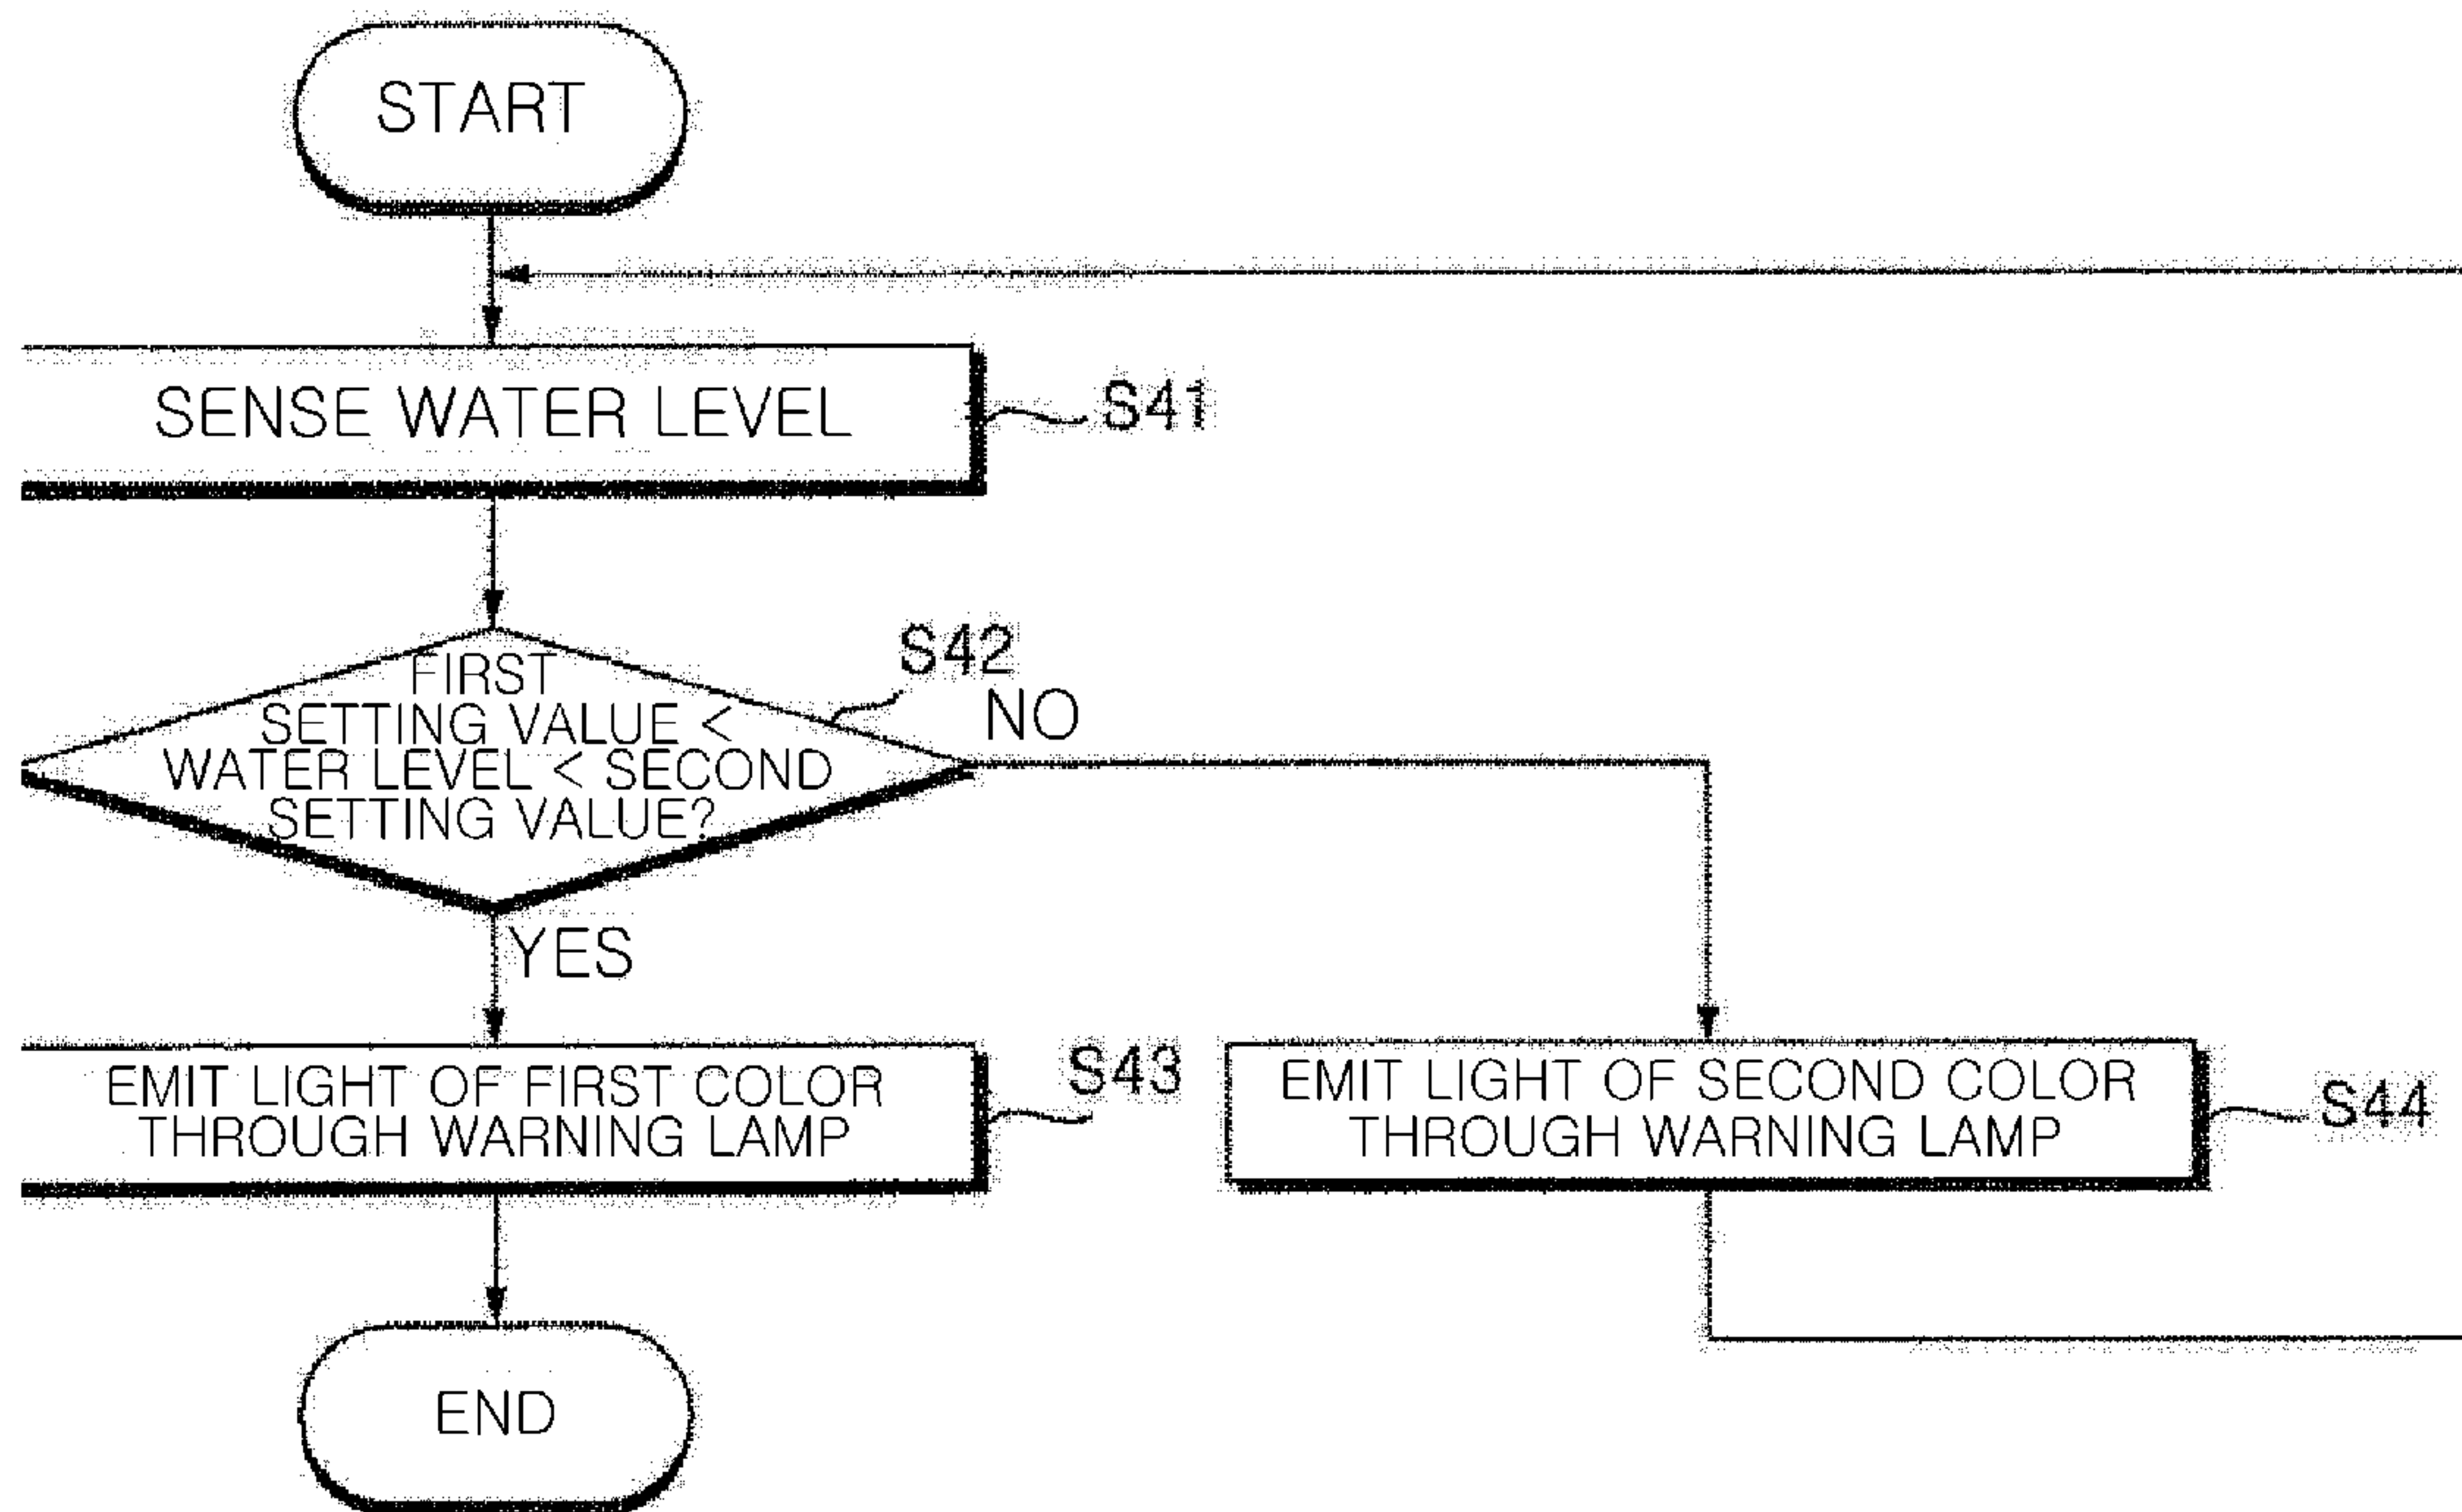 START
SENSE WATER LEVEL
S41
FIRST
SETTING VALUE <
WATER LEVEL < SECOND
SETTING VALUE?
S42
NO
YES
EMIT LIGHT OF FIRST COLOR
THROUGH WARNING LAMP
S43
EMIT LIGHT OF SECOND COLOR
THROUGH WARNING LAMP
S44
END